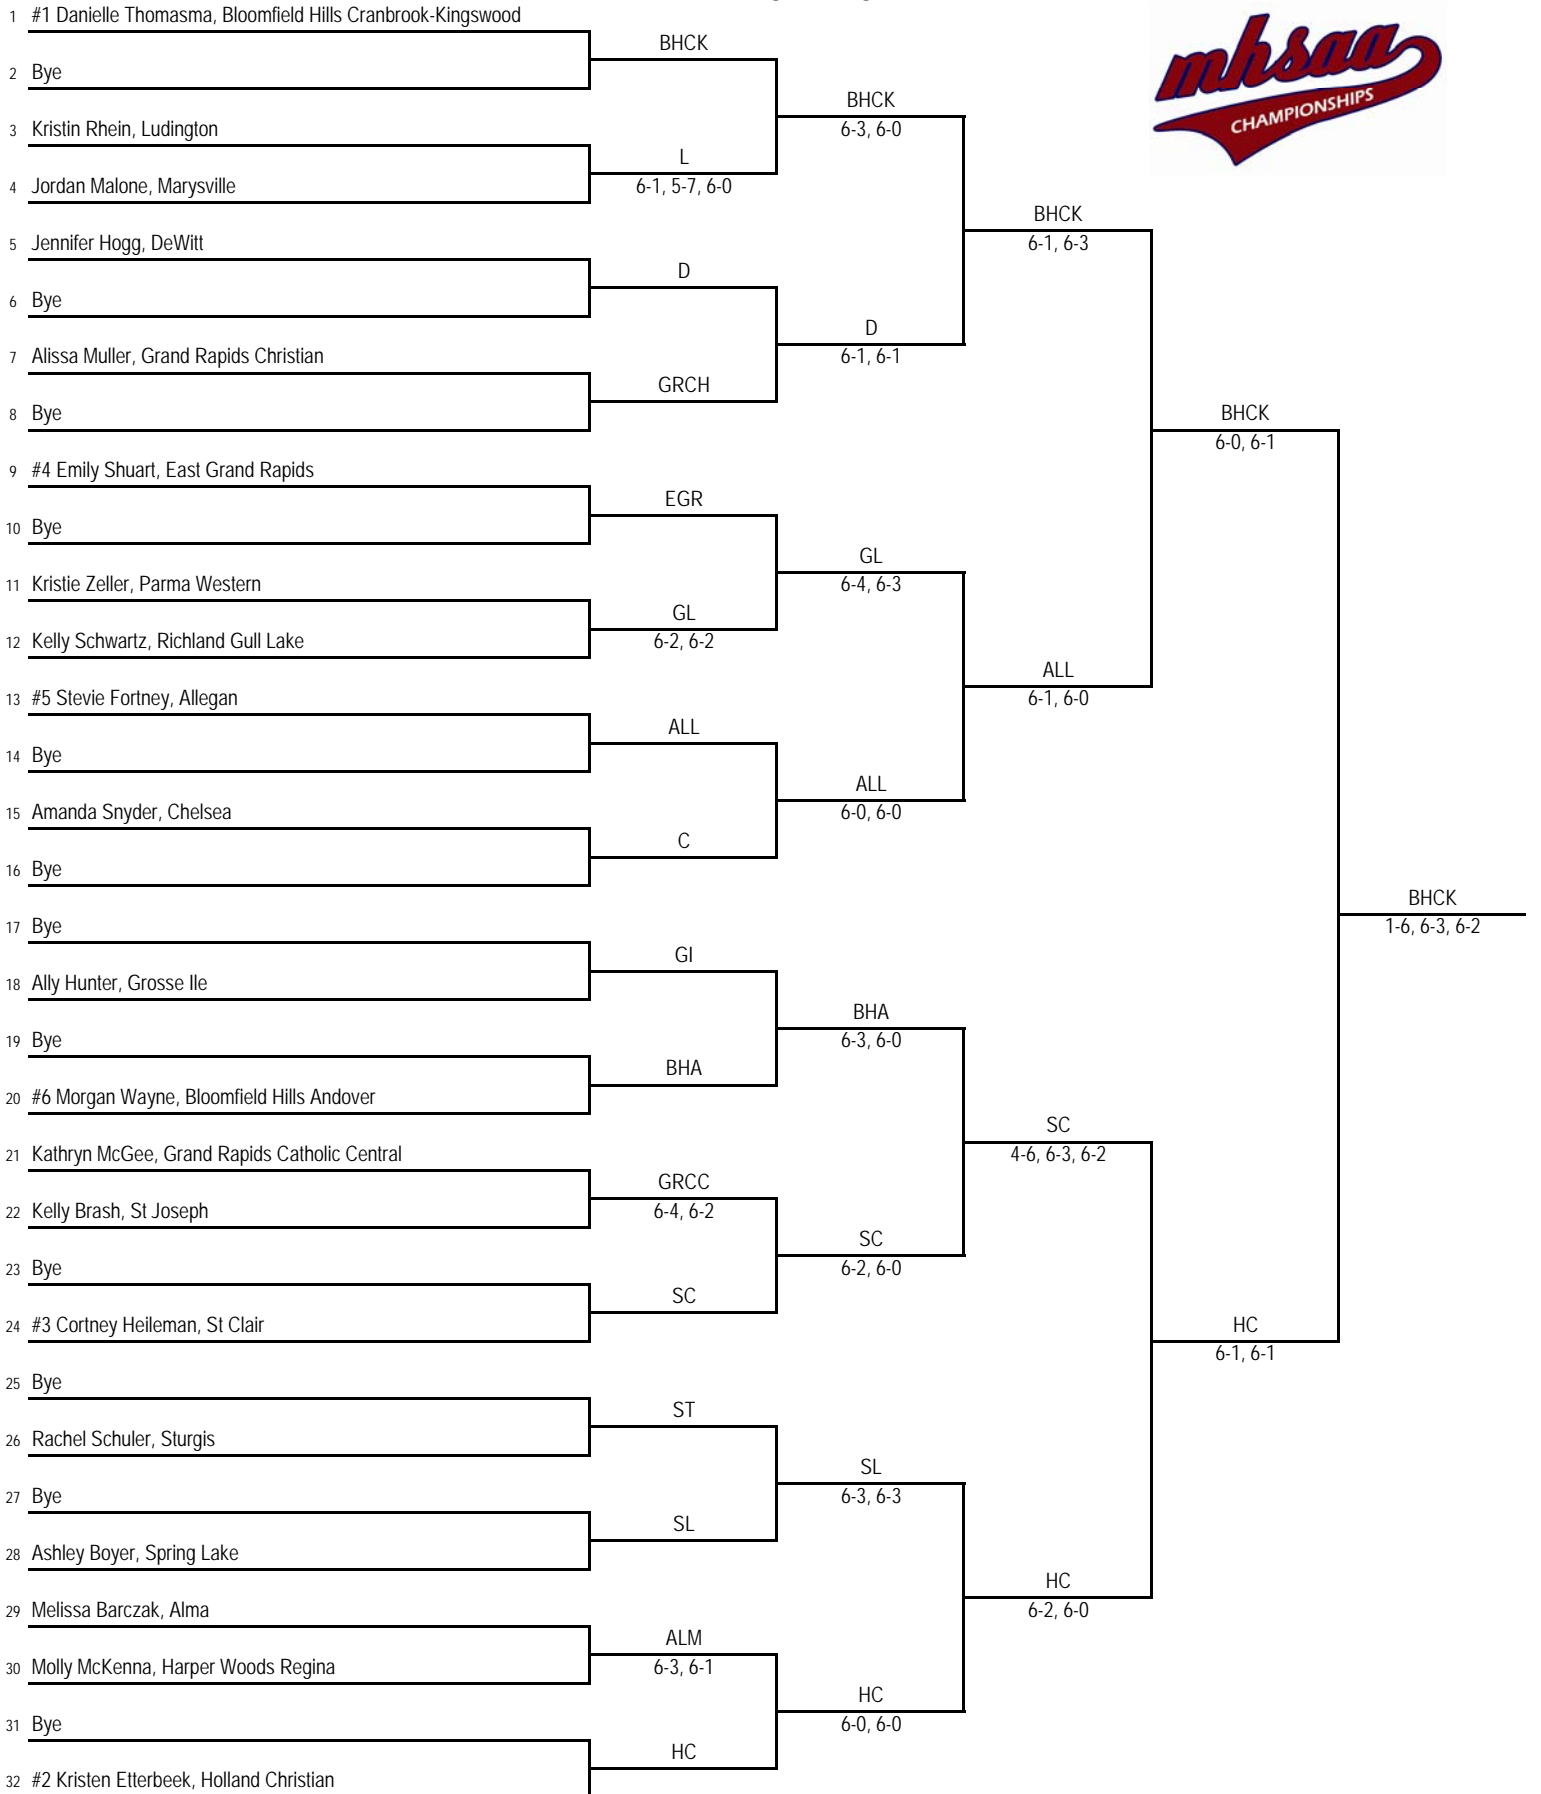 1 #1 Danielle Thomasma, Bloomfield Hills Cranbrook-Kingswood
BHCK
2 Bye
BHCK
6-3, 6-0
3 Kristin Rhein, Ludington
L
6-1, 5-7, 6-0
4 Jordan Malone, Marysville
BHCK
6-1, 6-3
5 Jennifer Hogg, DeWitt
D
6 Bye
D
6-1, 6-1
7 Alissa Muller, Grand Rapids Christian
GRCH
8 Bye
BHCK
6-0, 6-1
9 #4 Emily Shuart, East Grand Rapids
EGR
10 Bye
GL
6-4, 6-3
11 Kristie Zeller, Parma Western
GL
6-2, 6-2
12 Kelly Schwartz, Richland Gull Lake
ALL
6-1, 6-0
13 #5 Stevie Fortney, Allegan
ALL
14 Bye
ALL
6-0, 6-0
15 Amanda Snyder, Chelsea
C
16 Bye
BHCK
1-6, 6-3, 6-2
17 Bye
GI
18 Ally Hunter, Grosse Ile
BHA
6-3, 6-0
19 Bye
BHA
20 #6 Morgan Wayne, Bloomfield Hills Andover
SC
4-6, 6-3, 6-2
21 Kathryn McGee, Grand Rapids Catholic Central
GRCC
6-4, 6-2
22 Kelly Brash, St Joseph
SC
6-2, 6-0
23 Bye
SC
24 #3 Cortney Heileman, St Clair
HC
6-1, 6-1
25 Bye
ST
26 Rachel Schuler, Sturgis
SL
6-3, 6-3
27 Bye
SL
28 Ashley Boyer, Spring Lake
HC
6-2, 6-0
29 Melissa Barczak, Alma
ALM
6-3, 6-1
30 Molly McKenna, Harper Woods Regina
HC
6-0, 6-0
31 Bye
HC
32 #2 Kristen Etterbeek, Holland Christian
mhsaa
CHAMPIONSHIPS